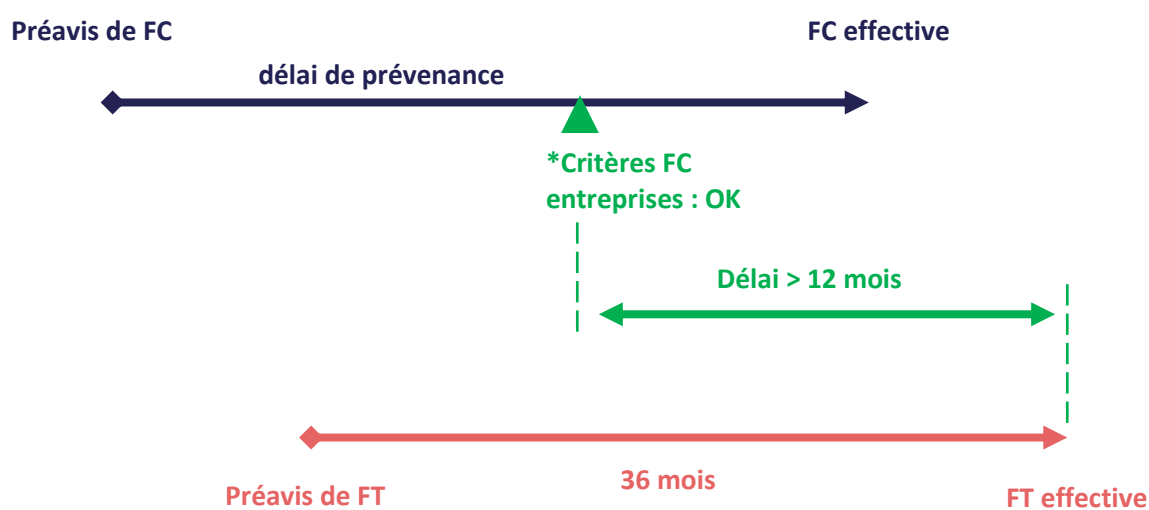 Préavis de FC
FC effective
délai de prévenance
*Critères FC
entreprises : OK
Délai > 12 mois
36 mois
Préavis de FT
FT effective